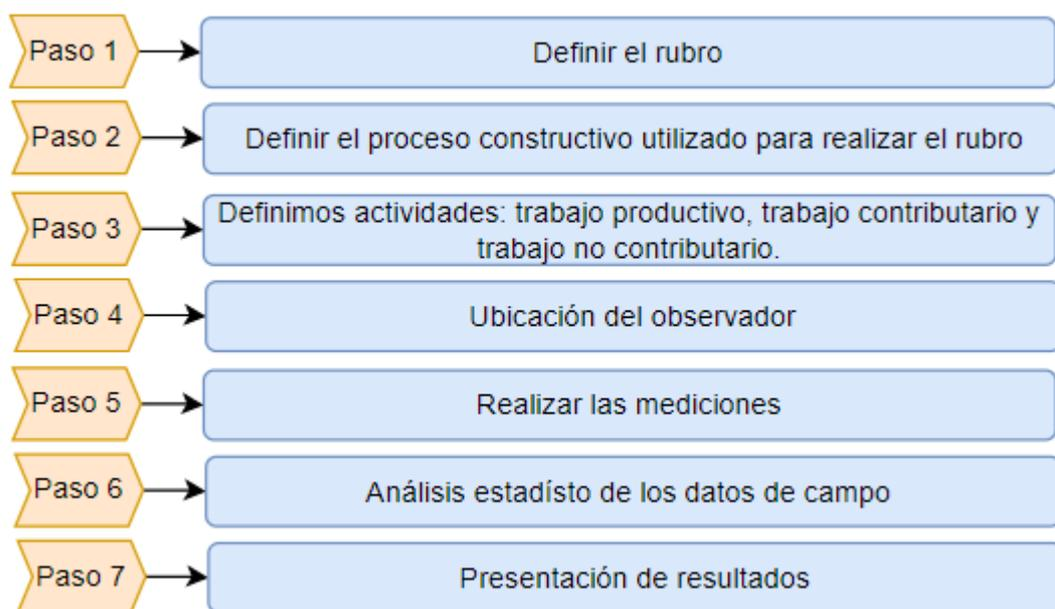 Paso 1
Definir el rubro
Paso 2
Definir el proceso constructivo utilizado para realizar el rubro
Paso 3
Definimos actividades: trabajo productivo, trabajo contributario y
trabajo no contributario.
Paso 4
Ubicación del observador
Paso 5
Realizar las mediciones
Paso 6
Análisis estadísto de los datos de campo
Paso 7
Presentación de resultados